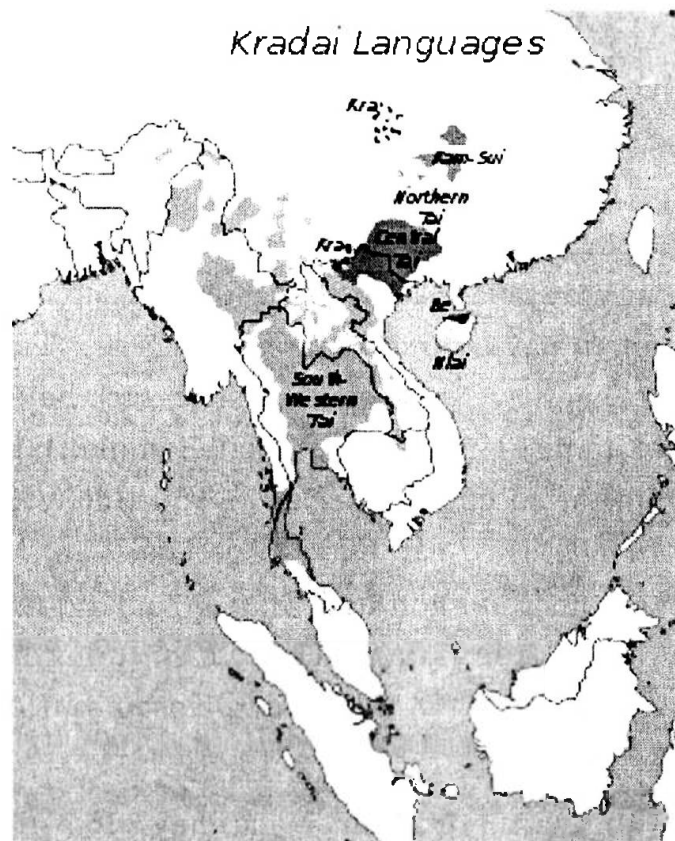 Kradai Languages
Kra
Kam-Sui
Northern
Tai
Central
Tai
Kra
Be
Hlai
South-
Western
Tai